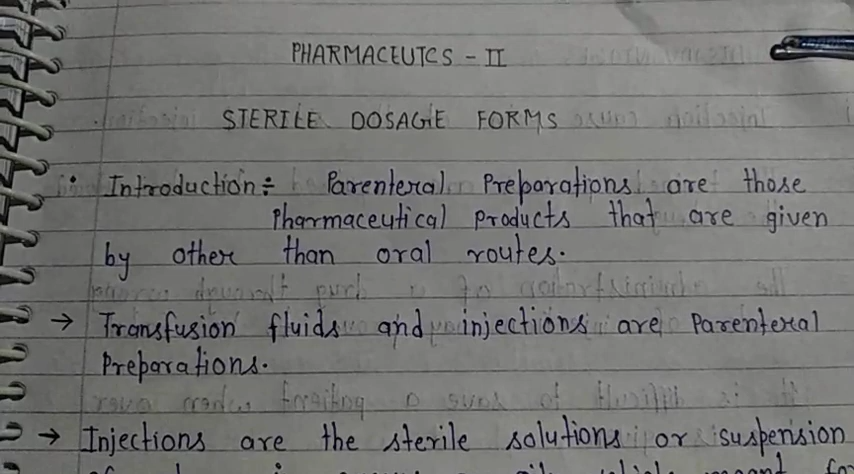 PHARMACEUTCS - II
STERILE DOSAGE FORMS
Introduction ÷ Parenteral Preparations are those
Pharmaceutical Products that are given
by other than oral routes.
→ Transfusion fluids and injections are Parenteral
Preparations.
→ Injections are the sterile solutions or suspension